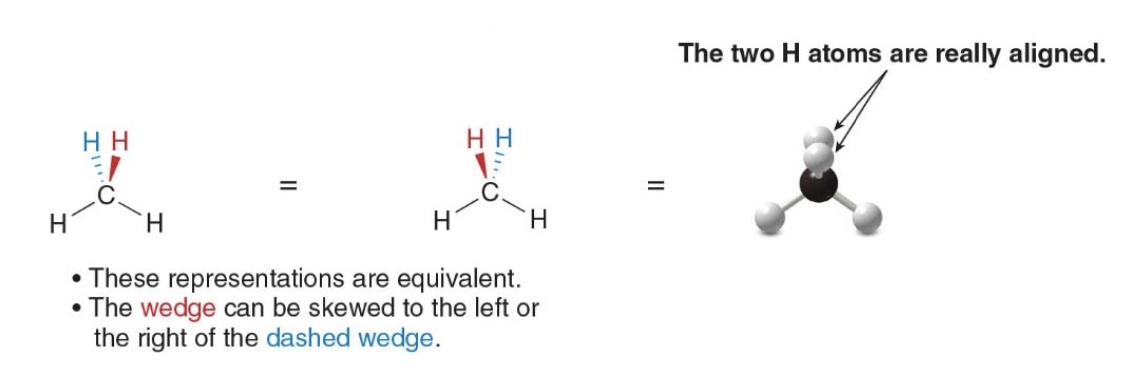 The two H atoms are really aligned.
H H
C
H H
=
H H
C
H H
=
• These representations are equivalent.
• The wedge can be skewed to the left or
the right of the dashed wedge.